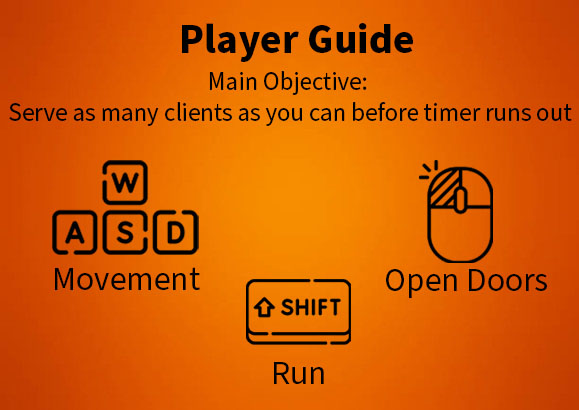 Player Guide
Main Objective:
Serve as many clients as you can before timer runs out
W
A S D
Movement
Open Doors
SHIFT
Run